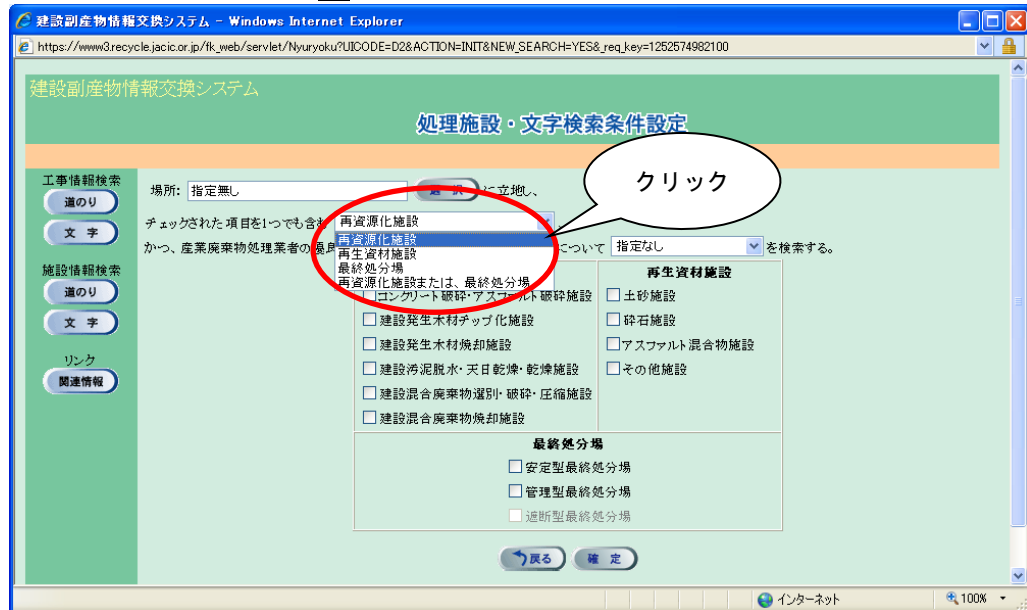 建設副産物情報交換システム - Windows Internet Explorer
https://www3.recycle.jacic.or.jp/fk_web/servlet/Nyuryoku?UICODE=D2&ACTION=INIT&NEW_SEARCH=YES&_req_key=1252574982100
建設副産物情報交換システム
処理施設・文字検索条件設定
クリック
工事情報検索
道のり
文 字
施設情報検索
道のり
文 字
リンク
関連情報
場所: 指定無し 選 択 に立地し、
チェックされた項目を1つでも含む 再資源化施設
再資源化施設
再生資材施設
最終処分場
再資源化施設または、最終処分場
かつ、産業廃棄物処理業者の優良 について 指定なし を検索する。
コンクリート破砕・アスファルト破砕施設
建設発生木材チップ化施設
建設発生木材焼却施設
建設汚泥脱水・天日乾燥・乾燥施設
建設混合廃棄物選別・破砕・圧縮施設
建設混合廃棄物焼却施設
再生資材施設
土砂施設
砕石施設
アスファルト混合物施設
その他施設
最終処分場
安定型最終処分場
管理型最終処分場
遮断型最終処分場
戻る 確 定
インターネット 100%